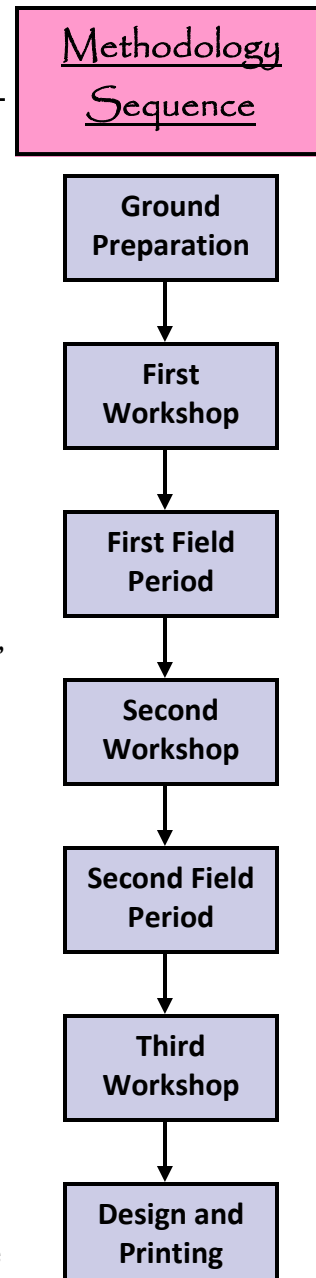 Methodology
Sequence
Ground
Preparation
First
Workshop
First Field
Period
Second
Workshop
Second Field
Period
Third
Workshop
Design and
Printing